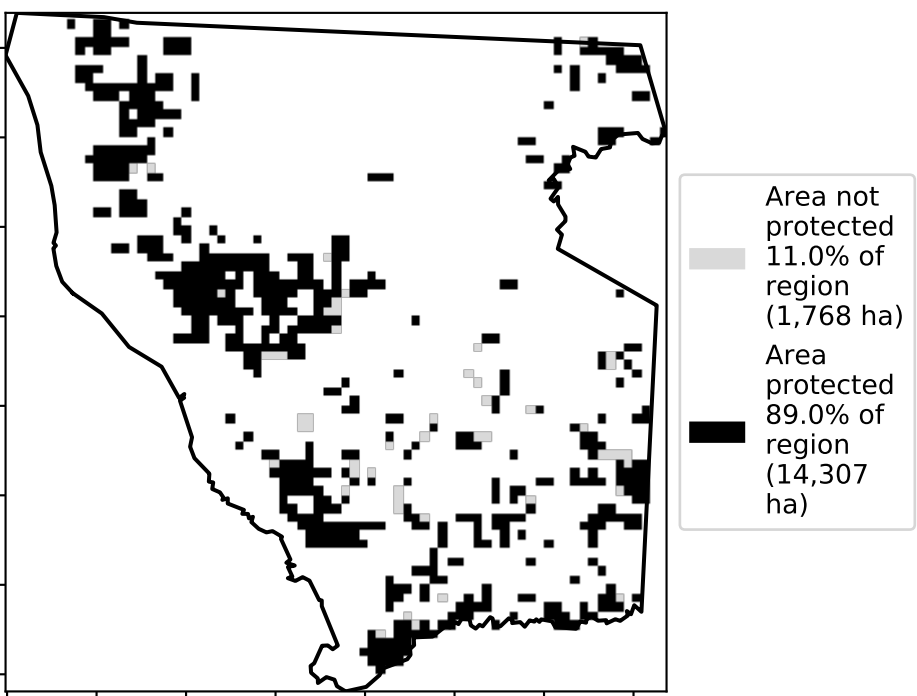 Area not
protected
11.0% of
region
(1,768 ha)
Area
protected
89.0% of
region
(14,307
ha)